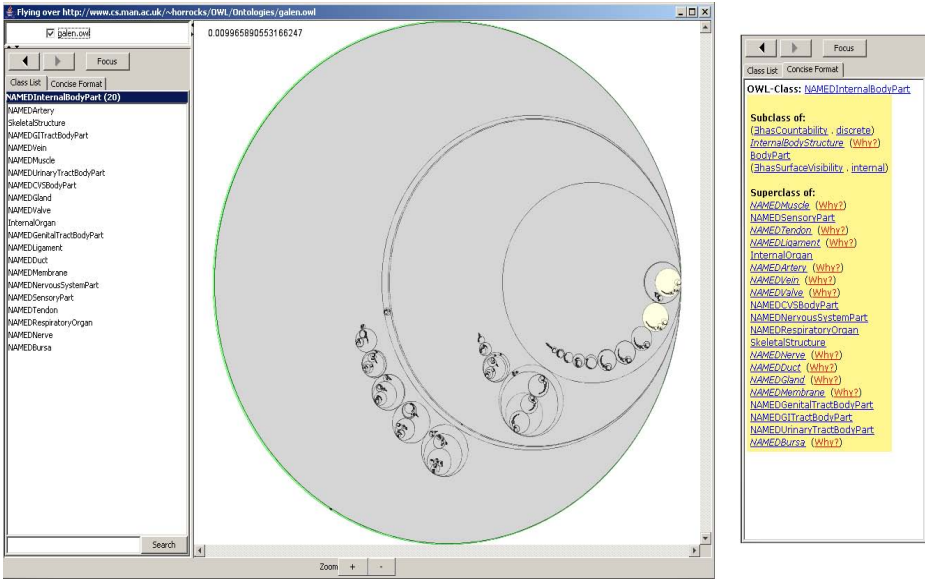 Flying over http://www.cs.man.ac.uk/~horrocks/OWL/Ontologies/galen.owl
galen.owl
Focus
Class List Concise Format
NAMEDInternalBodyPart (20)
NAMEDArtery
SkeletalStructure
NAMEDGITractBodyPart
NAMEDVein
NAMEDMuscle
NAMEDUrinaryTractBodyPart
NAMEDCVSBodyPart
NAMEDGland
NAMEDValve
InternalOrgan
NAMEDGenitalTractBodyPart
NAMEDLigament
NAMEDDuct
NAMEDMembrane
NAMEDNervousSystemPart
NAMEDSensoryPart
NAMEDTendon
NAMEDRespiratoryOrgan
NAMEDNerve
NAMEDBursa
Search
0.009965890553166247
Zoom + -
Focus
Class List Concise Format
OWL-Class: NAMEDInternalBodyPart
Subclass of:
(∃hasCountability . discrete)
InternalBodyStructure (Why?)
BodyPart
(∃hasSurfaceVisibility . internal)
Superclass of:
NAMEDMuscle (Why?)
NAMEDSensoryPart
NAMEDTendon (Why?)
NAMEDLigament (Why?)
InternalOrgan
NAMEDArtery (Why?)
NAMEDVein (Why?)
NAMEDValve (Why?)
NAMEDCVSBodyPart
NAMEDNervousSystemPart
NAMEDRespiratoryOrgan
SkeletalStructure
NAMEDNerve (Why?)
NAMEDDuct (Why?)
NAMEDGland (Why?)
NAMEDMembrane (Why?)
NAMEDGenitalTractBodyPart
NAMEDGITractBodyPart
NAMEDUrinaryTractBodyPart
NAMEDBursa (Why?)